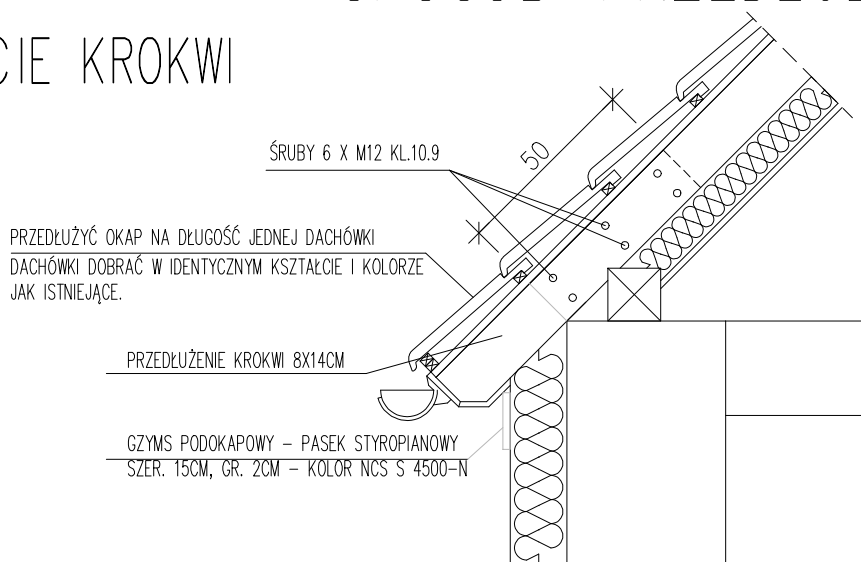 KROKWI
ŚRUBY 6 X M12 KL.10.9
50
PRZEDŁUŻYĆ OKAP NA DŁUGOŚĆ JEDNEJ DACHÓWKI
DACHÓWKI DOBRAĆ W IDENTYCZNYM KSZTAŁCIE I KOLORZE
JAK ISTNIEJĄCE.
PRZEDŁUŻENIE KROKWI 8X14CM
GZYMS PODOKAPOWY – PASEK STYROPIANOWY
SZER. 15CM, GR. 2CM – KOLOR NCS S 4500-N